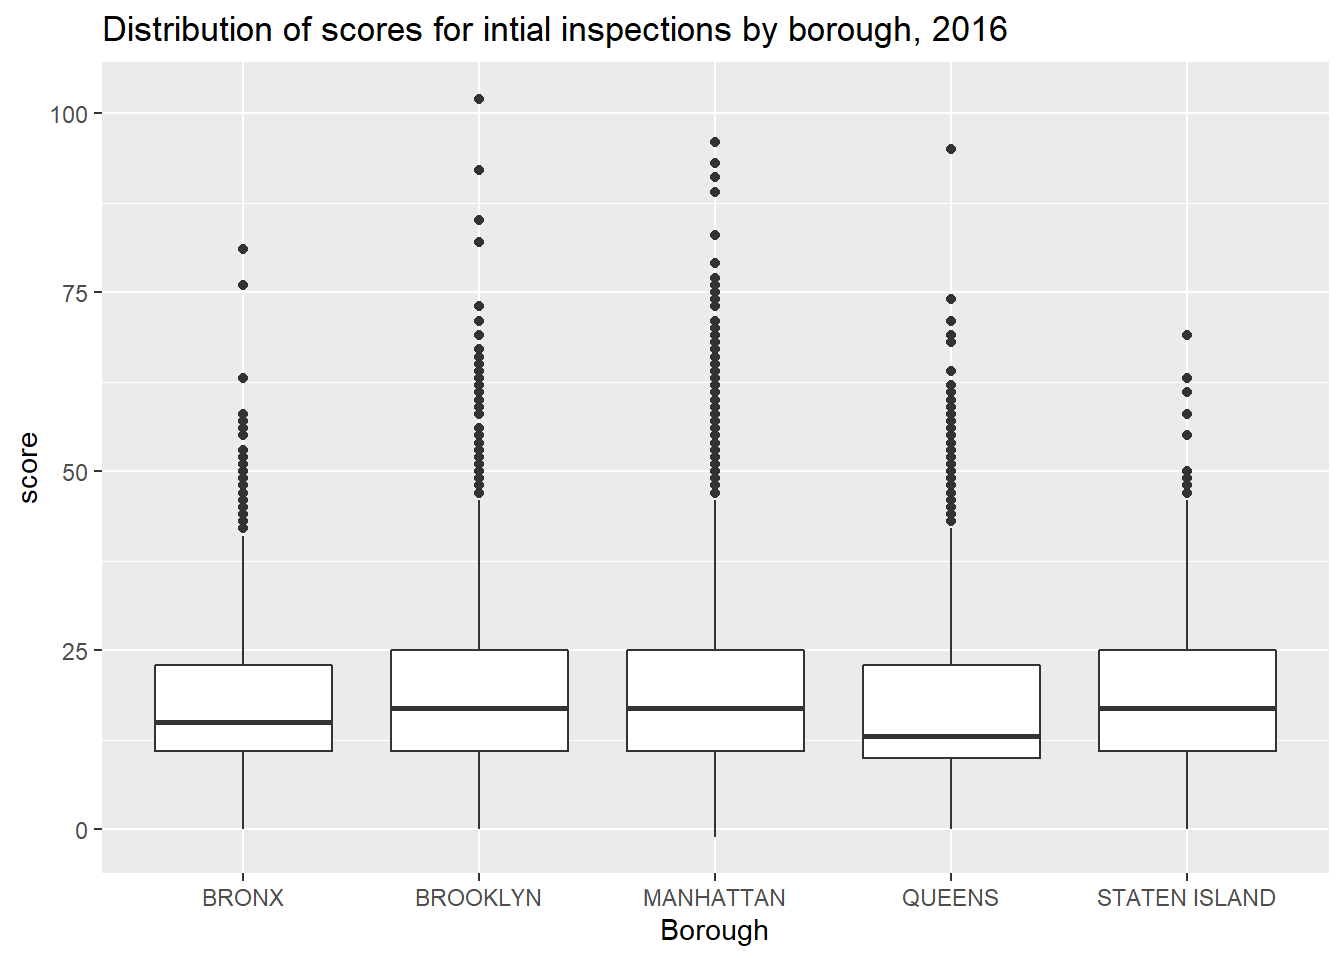 Distribution of scores for intial inspections by borough, 2016
score
100
75
50
25
0
BRONX BROOKLYN MANHATTAN QUEENS STATEN ISLAND
Borough